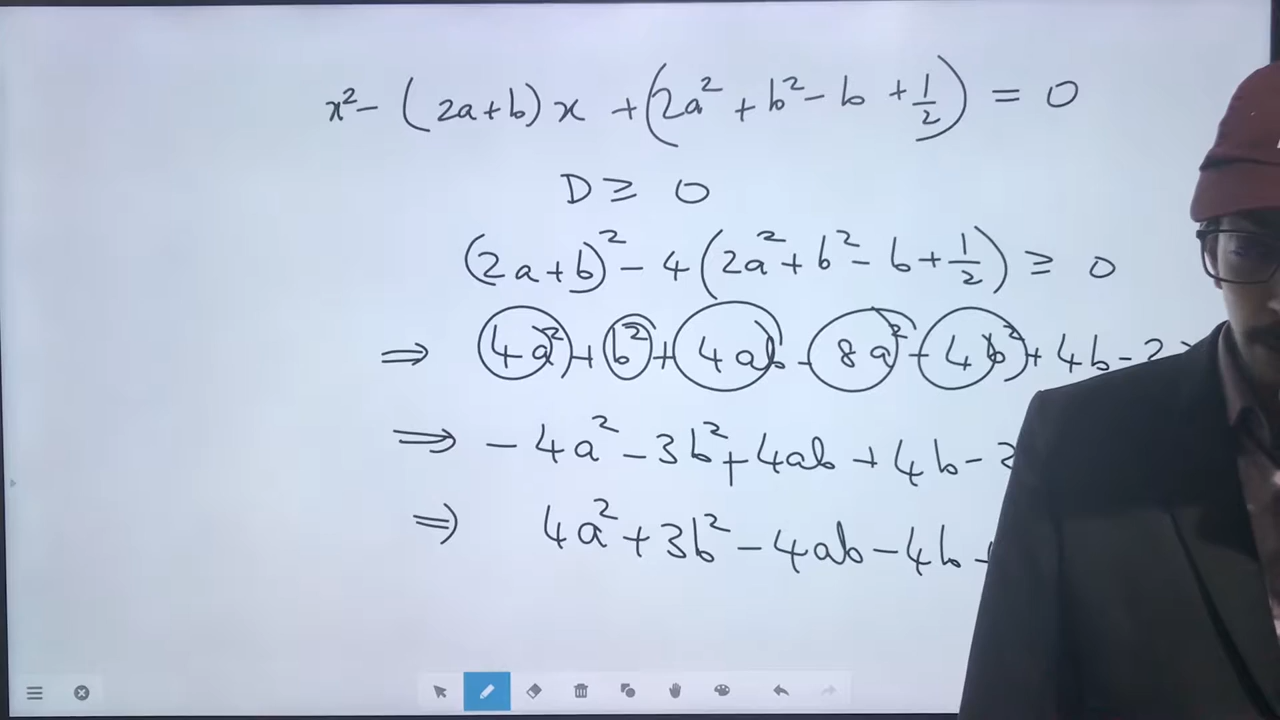 x² - (2a+b)x + (2a² + b² - b + 1/2) = 0
D ≥ 0
(2a+b)² - 4(2a² + b² - b + 1/2) ≥ 0
⇒ 4a² + b² + 4ab - 8a² - 4b² + 4b - 2 ≥
⇒ -4a² - 3b² + 4ab + 4b - 2
⇒ 4a² + 3b² - 4ab - 4b +